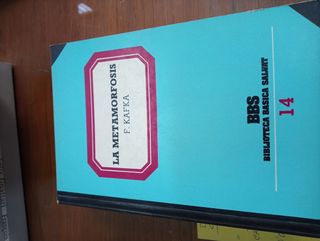 LA METAMORFOSIS
F. KAFKA
BBS
BIBLIOTECA BASICA SALVAT
14